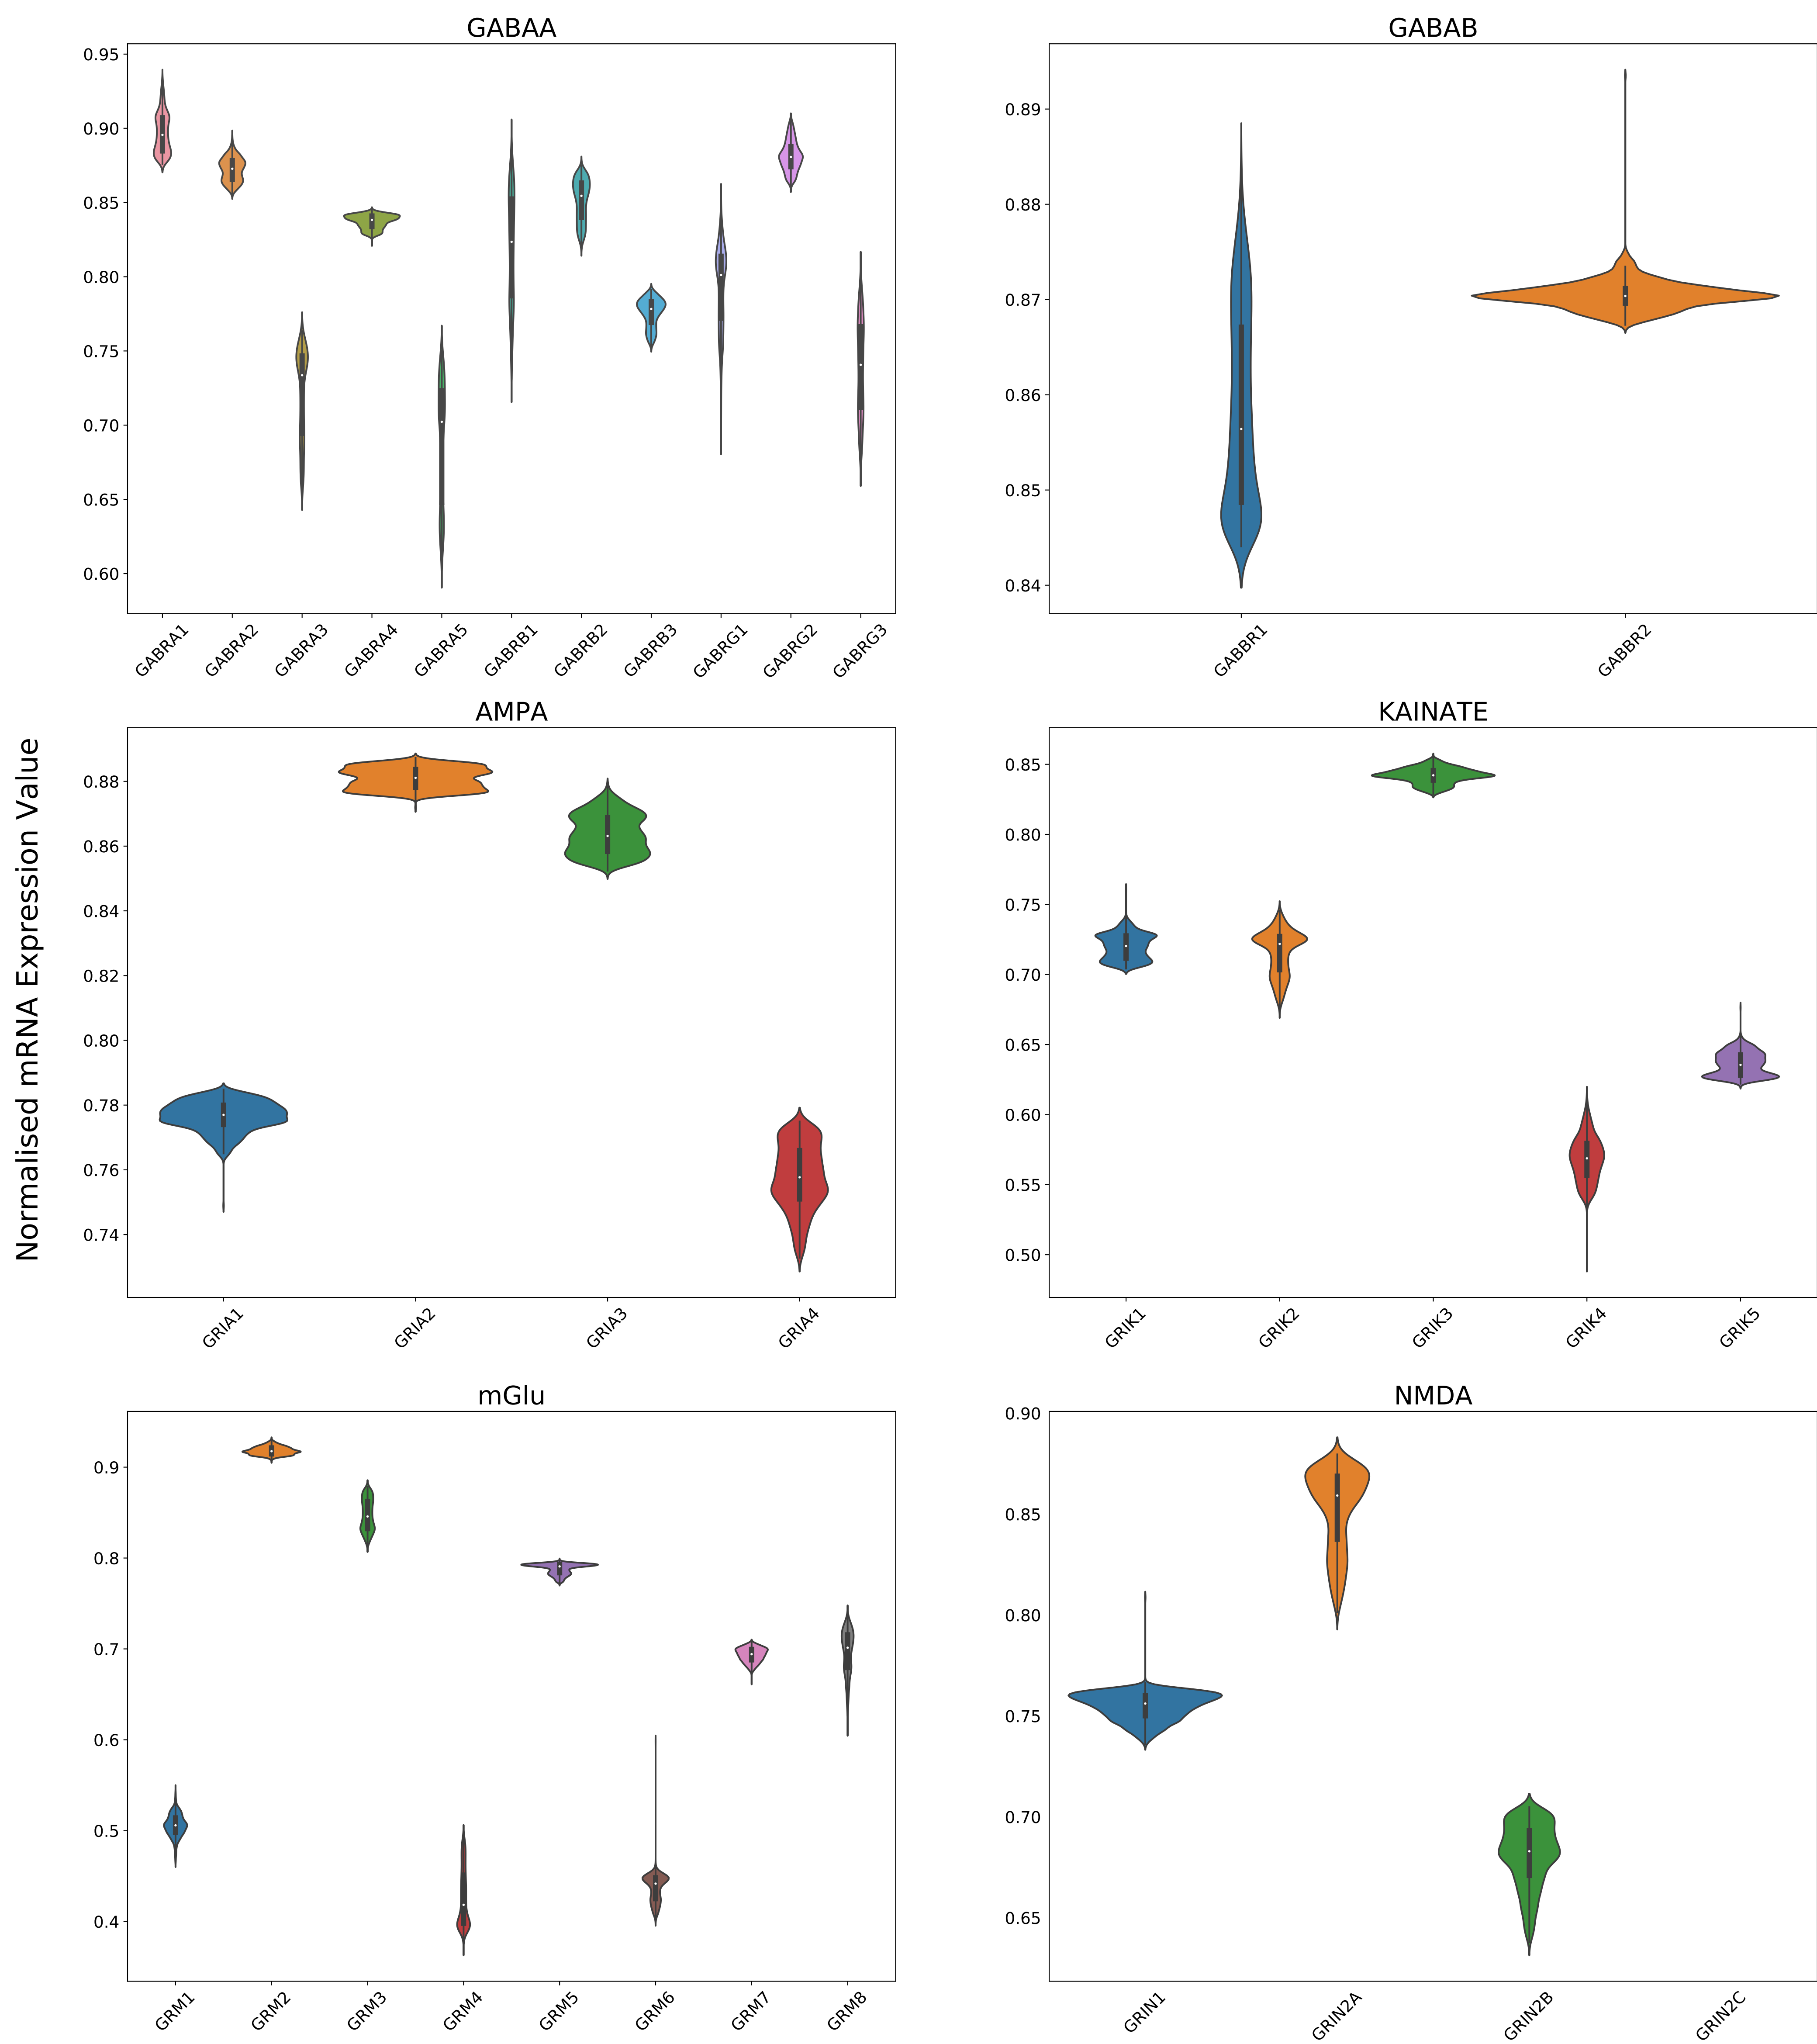 GABAA
0.95
0.90
0.85
0.80
0.75
0.70
0.65
0.60
GABRA1
GABRA2
GABRA3
GABRA4
GABRA5
GABRB1
GABRB2
GABRB3
GABRG1
GABRG2
GABRG3
GABAB
0.89
0.88
0.87
0.86
0.85
0.84
GABBR1
GABBR2
Normalised mRNA Expression Value
AMPA
0.88
0.86
0.84
0.82
0.80
0.78
0.76
0.74
GRIA1
GRIA2
GRIA3
GRIA4
KAINATE
0.85
0.80
0.75
0.70
0.65
0.60
0.55
0.50
GRIK1
GRIK2
GRIK3
GRIK4
GRIK5
mGlu
0.9
0.8
0.7
0.6
0.5
0.4
GRM1
GRM2
GRM3
GRM4
GRM5
GRM6
GRM7
GRM8
NMDA
0.90
0.85
0.80
0.75
0.70
0.65
GRIN1
GRIN2A
GRIN2B
GRIN2C